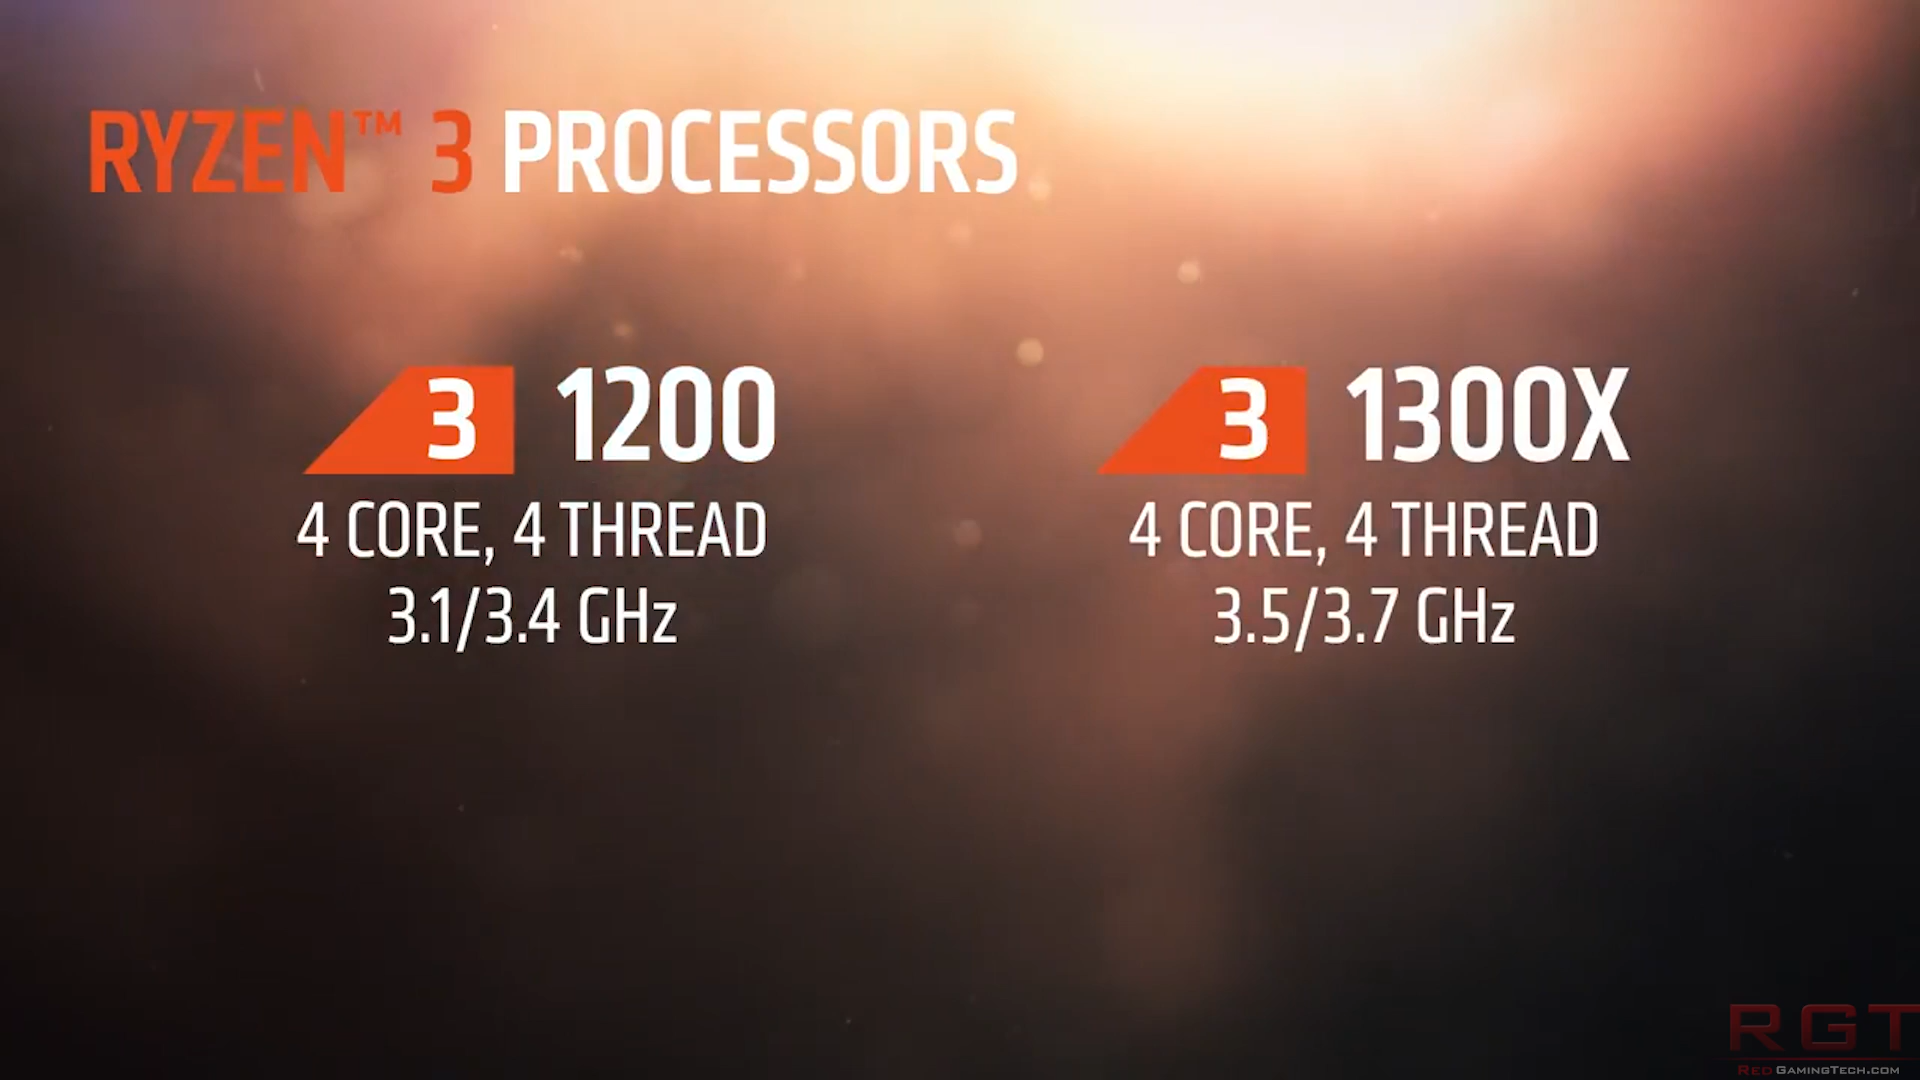 RYZEN™ 3 PROCESSORS
3 1200
4 CORE, 4 THREAD
3.1/3.4 GHz
3 1300X
4 CORE, 4 THREAD
3.5/3.7 GHz
RGT
REDGAMINGTECH.COM